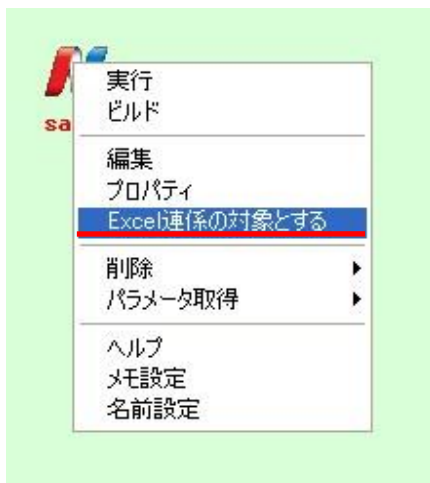 sa
実行
ビルド
編集
プロパティ
Excel連係の対象とする
削除
パラメータ取得
ヘルプ
メモ設定
名前設定